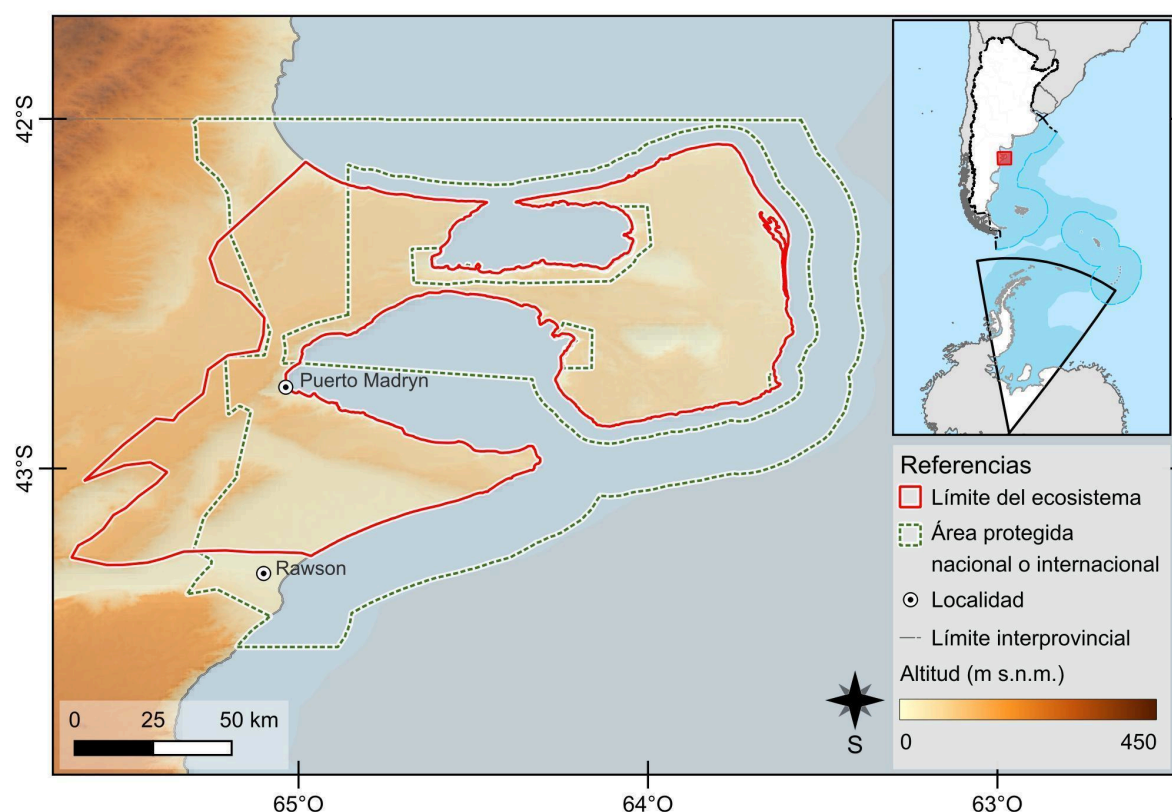 42°S
43°S
Puerto Madryn
Rawson
0 25 50 km
S
65°O 64°O 63°O
Referencias
Límite del ecosistema
Área protegida
nacional o internacional
Localidad
Límite interprovincial
Altitud (m s.n.m.)
0 450